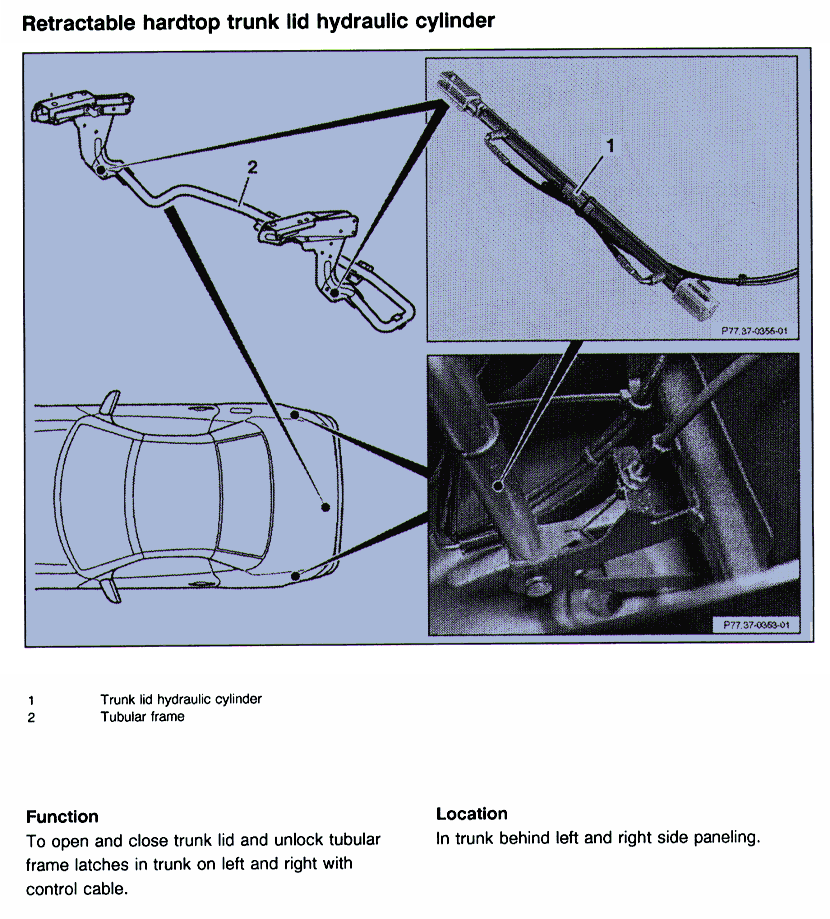 Retractable hardtop trunk lid hydraulic cylinder
2
1
P77.37-0356-01
P77.37-0353-01
1 Trunk lid hydraulic cylinder
2 Tubular frame
Function
To open and close trunk lid and unlock tubular
frame latches in trunk on left and right with
control cable.
Location
In trunk behind left and right side paneling.